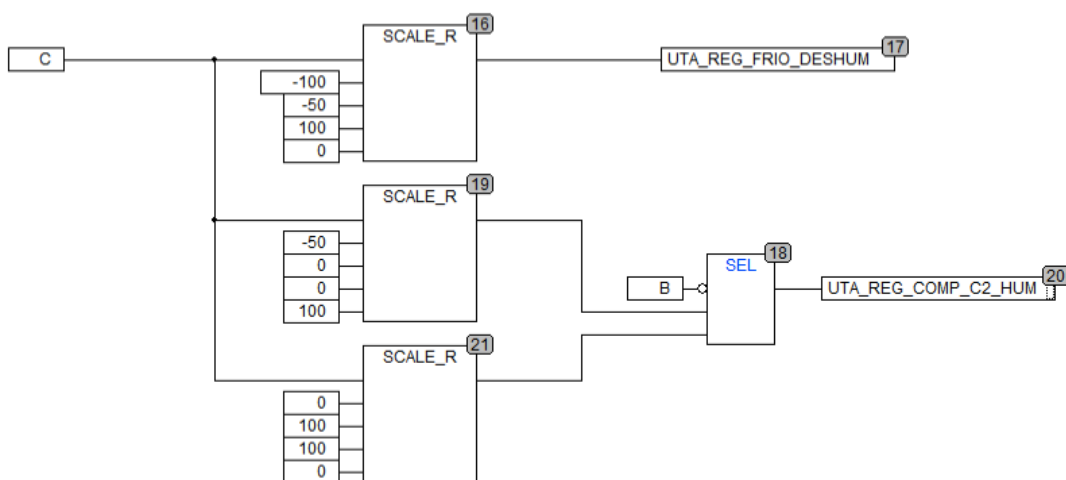 16
SCALE_R
C
-100
-50
100
0
17
UTA_REG_FRIO_DESHUM
19
SCALE_R
-50
0
0
100
18
SEL
B
20
UTA_REG_COMP_C2_HUM
21
SCALE_R
0
100
100
0